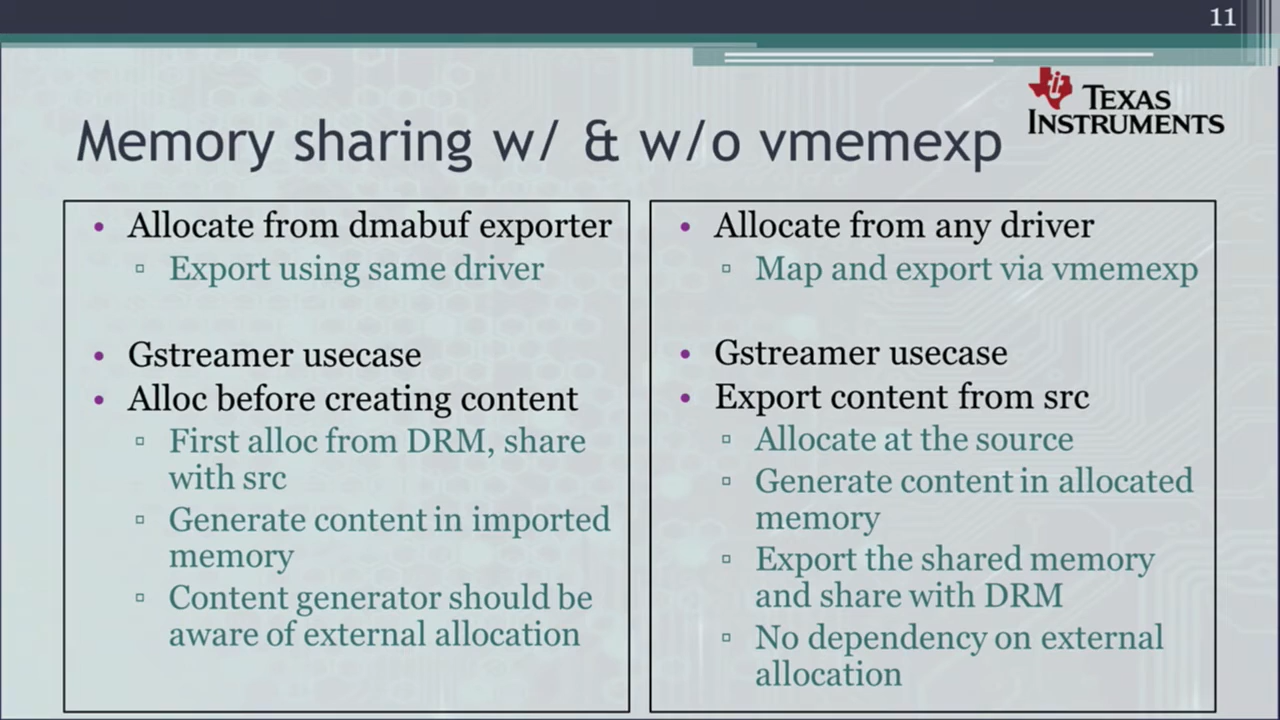 11
TEXAS
INSTRUMENTS
Memory sharing w/ & w/o vmemexp
• Allocate from dmabuf exporter
▫ Export using same driver
• Gstreamer usecase
• Alloc before creating content
▫ First alloc from DRM, share
with src
▫ Generate content in imported
memory
▫ Content generator should be
aware of external allocation
• Allocate from any driver
▫ Map and export via vmemexp
• Gstreamer usecase
• Export content from src
▫ Allocate at the source
▫ Generate content in allocated
memory
▫ Export the shared memory
and share with DRM
▫ No dependency on external
allocation